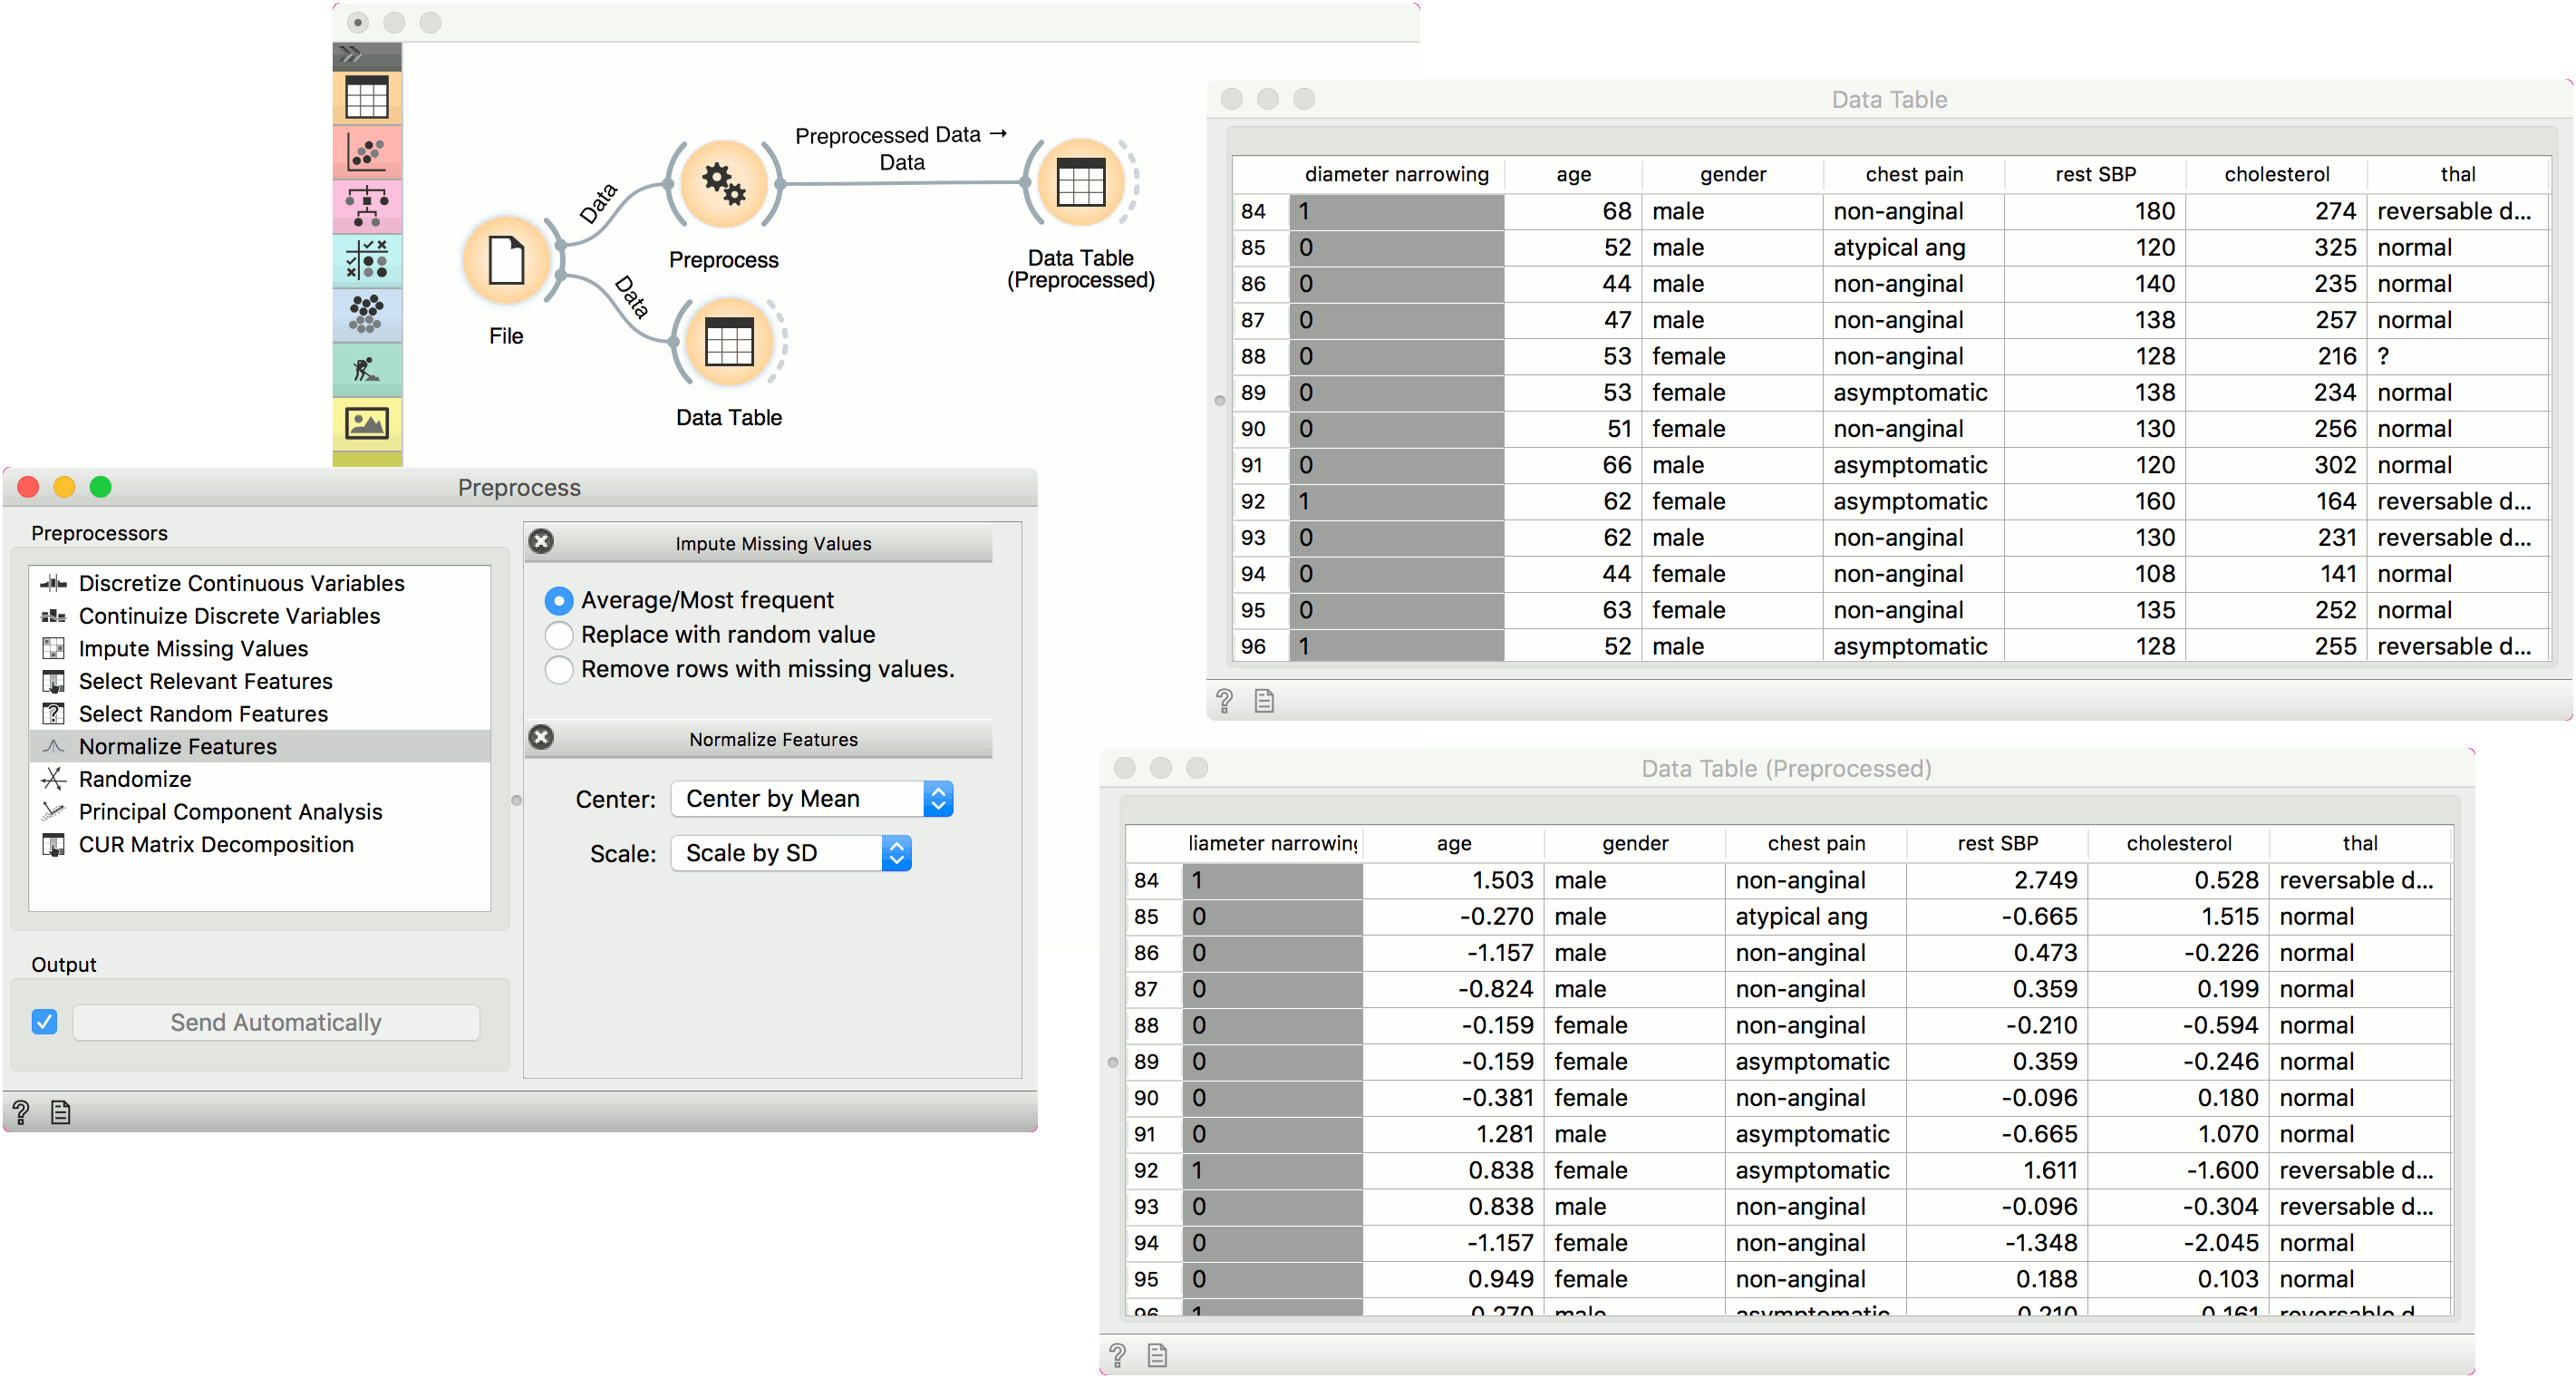 Data
Preprocessed Data →
Data
Preprocess
Data Table
(Preprocessed)
File
Data
Data Table
Data Table
diameter narrowing age gender chest pain rest SBP cholesterol thal
84 1 68 male non-anginal 180 274 reversable d...
85 0 52 male atypical ang 120 325 normal
86 0 44 male non-anginal 140 235 normal
87 0 47 male non-anginal 138 257 normal
88 0 53 female non-anginal 128 216 ?
89 0 53 female asymptomatic 138 234 normal
90 0 51 female non-anginal 130 256 normal
91 0 66 male asymptomatic 120 302 normal
92 1 62 female asymptomatic 160 164 reversable d...
93 0 62 male non-anginal 130 231 reversable d...
94 0 44 female non-anginal 108 141 normal
95 0 63 female non-anginal 135 252 normal
96 1 52 male asymptomatic 128 255 reversable d...
Preprocess
Preprocessors
Discretize Continuous Variables
Continuize Discrete Variables
Impute Missing Values
Select Relevant Features
Select Random Features
Normalize Features
Randomize
Principal Component Analysis
CUR Matrix Decomposition
Output
Send Automatically
Impute Missing Values
Average/Most frequent
Replace with random value
Remove rows with missing values.
Normalize Features
Center: Center by Mean
Scale: Scale by SD
Data Table (Preprocessed)
liameter narrowing age gender chest pain rest SBP cholesterol thal
84 1 1.503 male non-anginal 2.749 0.528 reversable d...
85 0 -0.270 male atypical ang -0.665 1.515 normal
86 0 -1.157 male non-anginal 0.473 -0.226 normal
87 0 -0.824 male non-anginal 0.359 0.199 normal
88 0 -0.159 female non-anginal -0.210 -0.594 normal
89 0 -0.159 female asymptomatic 0.359 -0.246 normal
90 0 -0.381 female non-anginal -0.096 0.180 normal
91 0 1.281 male asymptomatic -0.665 1.070 normal
92 1 0.838 female asymptomatic 1.611 -1.600 reversable d...
93 0 0.838 male non-anginal -0.096 -0.304 reversable d...
94 0 -1.157 female non-anginal -1.348 -2.045 normal
95 0 0.949 female non-anginal 0.188 0.103 normal
96 1 0.270 male asymptomatic 0.210 0.161 reversable d